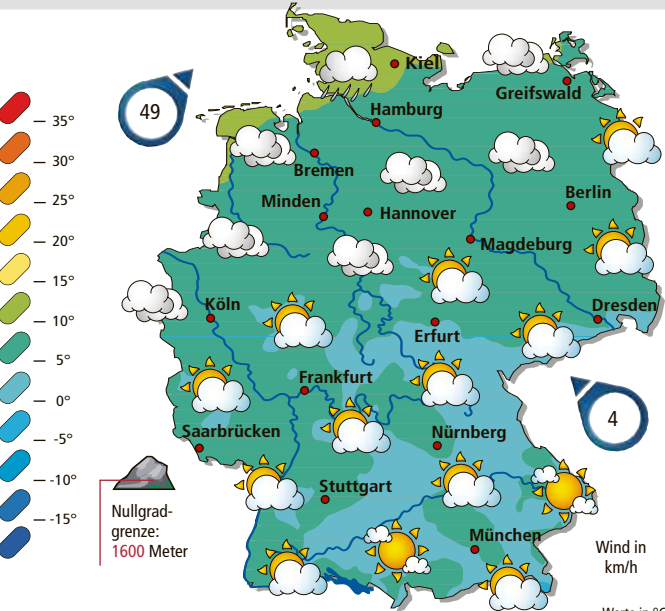 Kiel
49
Greifswald
Hamburg
35°
30°
Bremen
25°
Berlin
Minden
Hannover
20°
Magdeburg
15°
Köln
Dresden
10°
Erfurt
5°
Frankfurt
0°
4
Saarbrücken
Nürnberg
-5°
-10°
Stuttgart
Nullgrad-
grenze:
1600 Meter
-15°
München
Wind in
km/h